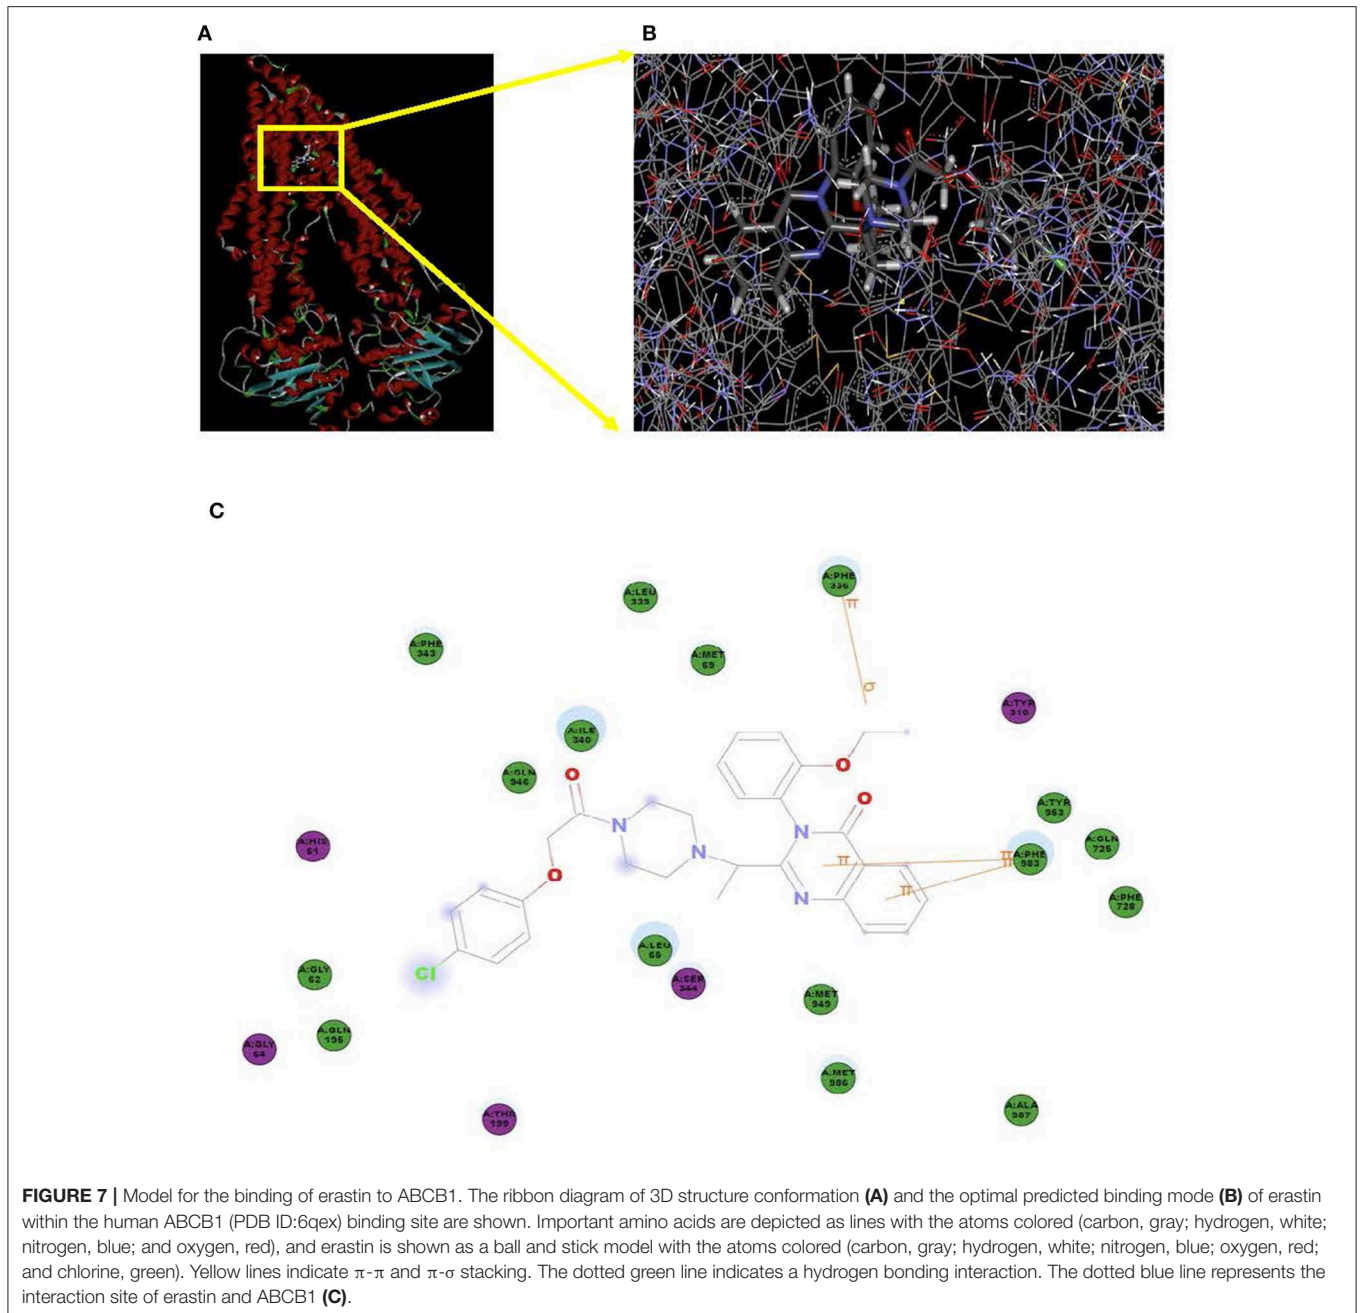 A
B
C
A:PHE
336
A:LEU
339
A:PHE
343
A:MET
69
π
σ
A:TYR
310
A:ILE
340
A:GLN
946
O
O
O
A:TYR
953
N
N
A:HIS
61
A:GLN
725
N
π
A:PHE
983
π
π
π
O
N
A:PHE
728
A:LEU
65
Cl
A:GLY
62
A:SER
344
A:MET
949
A:GLN
195
A:GLY
64
A:MET
986
A:ALA
987
A:THR
199
FIGURE 7 | Model for the binding of erastin to ABCB1. The ribbon diagram of 3D structure conformation (A) and the optimal predicted binding mode (B) of erastin
within the human ABCB1 (PDB ID:6qex) binding site are shown. Important amino acids are depicted as lines with the atoms colored (carbon, gray; hydrogen, white;
nitrogen, blue; and oxygen, red), and erastin is shown as a ball and stick model with the atoms colored (carbon, gray; hydrogen, white; nitrogen, blue; oxygen, red;
and chlorine, green). Yellow lines indicate π-π and π-σ stacking. The dotted green line indicates a hydrogen bonding interaction. The dotted blue line represents the
interaction site of erastin and ABCB1 (C).